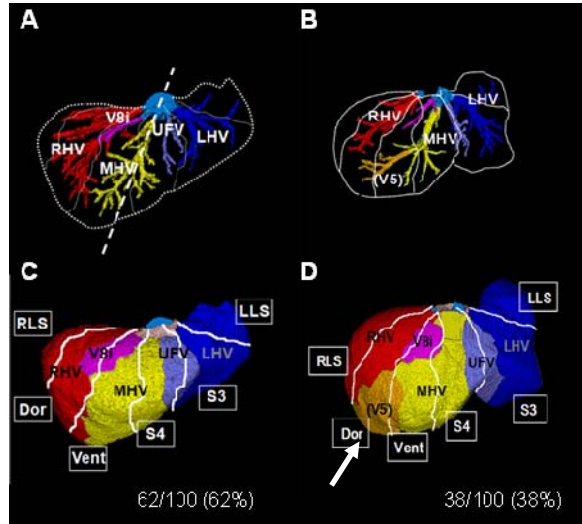 A
V8i
UFV
LHV
RHV
MHV
B
LHV
RHV
MHV
(V5)
C
RLS
LLS
V8i
UFV
RHV
LHV
MHV
Dor
S3
S4
Vent
62/100 (62%)
D
LLS
RHV
V8i
UFV
LHV
RLS
MHV
(V5)
S3
Dor
S4
Vent
38/100 (38%)